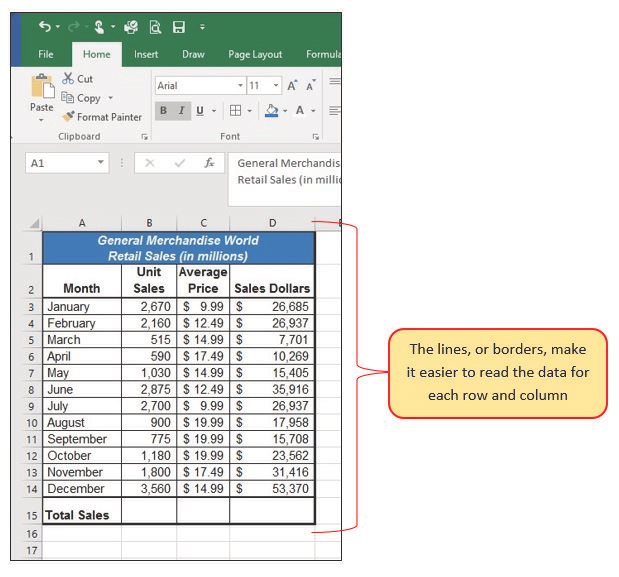 File Home Insert Draw Page Layout Formula
Cut
Copy
Format Painter
Paste
Clipboard
Arial 11 A A
B I U A
Font
A1 fx General Merchandis
Retail Sales (in millic
A B C D E
1 General Merchandise World
Retail Sales (in millions)
2 Month Unit Sales Average Price Sales Dollars
3 January 2,670 $ 9.99 $ 26,685
4 February 2,160 $ 12.49 $ 26,937
5 March 515 $ 14.99 $ 7,701
6 April 590 $ 17.49 $ 10,269
7 May 1,030 $ 14.99 $ 15,405
8 June 2,875 $ 12.49 $ 35,916
9 July 2,700 $ 9.99 $ 26,937
10 August 900 $ 19.99 $ 17,958
11 September 775 $ 19.99 $ 15,708
12 October 1,180 $ 19.99 $ 23,562
13 November 1,800 $ 17.49 $ 31,416
14 December 3,560 $ 14.99 $ 53,370
15 Total Sales
16
17
The lines, or borders, make
it easier to read the data for
each row and column